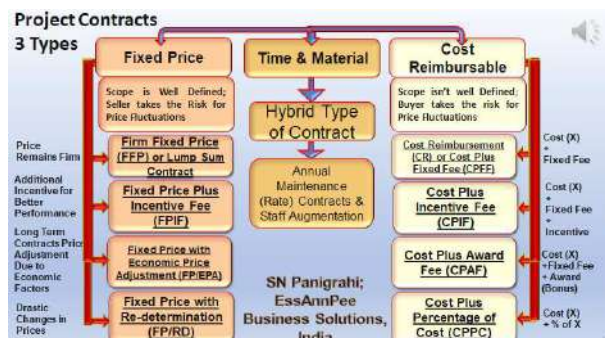 Project Contracts
3 Types
Fixed Price
Time & Material
Cost
Reimbursable
Scope is Well Defined;
Seller takes the Risk for
Price Fluctuations
Hybrid Type
of Contract
Scope isn't well Defined;
Buyer takes the risk for
Price Fluctuations
Price
Remains Firm
Firm Fixed Price
(FFP) or Lump Sum
Contract
Annual
Maintenance
(Rate) Contracts &
Staff Augmentation
Cost Reimbursement
(CR) or Cost Plus
Fixed Fee (CPFF)
Cost (X)
+
Fixed Fee
Additional
Incentive for
Better
Performance
Fixed Price Plus
Incentive Fee
(FPIF)
Cost Plus
Incentive Fee
(CPIF)
Cost (X)
+
Fixed Fee
+
Incentive
Long Term
Contracts Price
Adjustment
Due to
Economic
Factors
Fixed Price with
Economic Price
Adjustment (FP/EPA)
Cost Plus Award
Fee (CPAF)
Cost (X)
+Fixed Fee
+ Award
(Bonus)
Drastic
Changes in
Prices
Fixed Price with
Re-determination
(FP/RD)
SN Panigrahi;
EssAnnPee
Business Solutions,
India
Cost Plus
Percentage of
Cost (CPPC)
Cost (X)
+ % of X